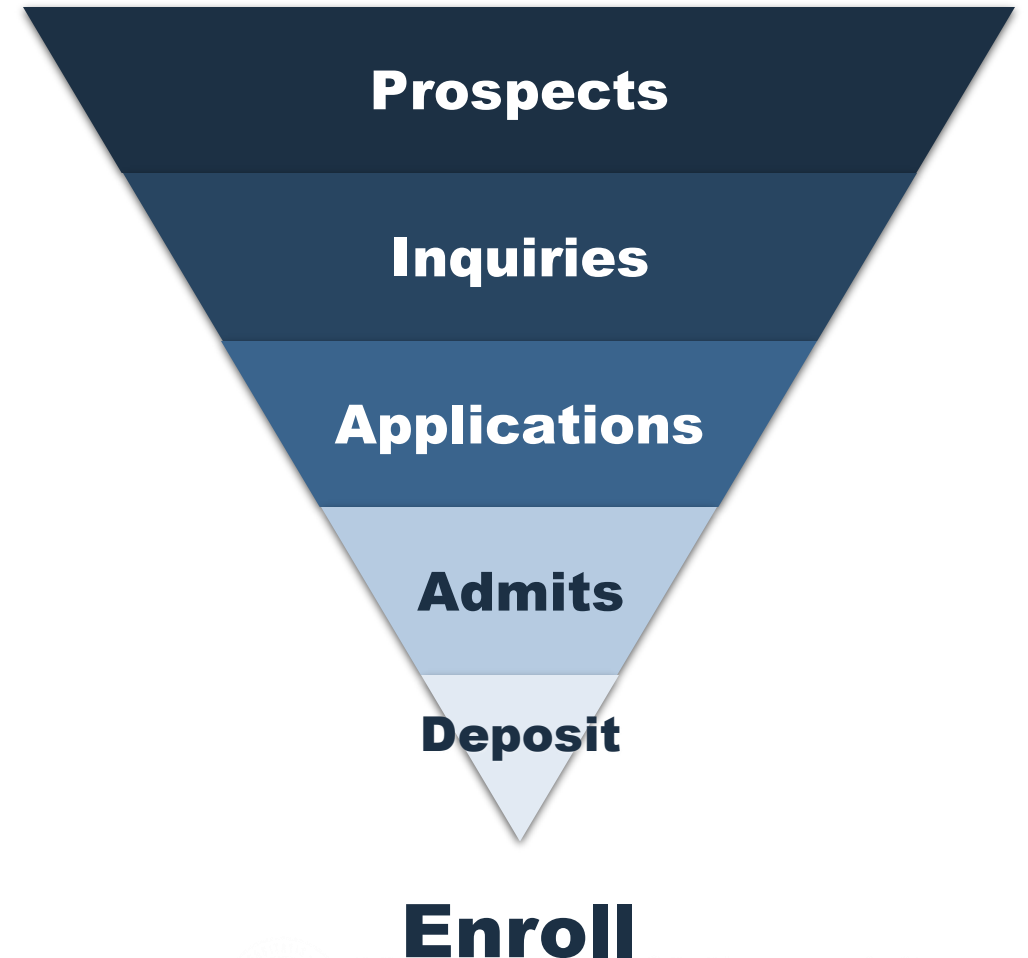 Prospects
Inquiries
Applications
Admits
Deposit
Enroll